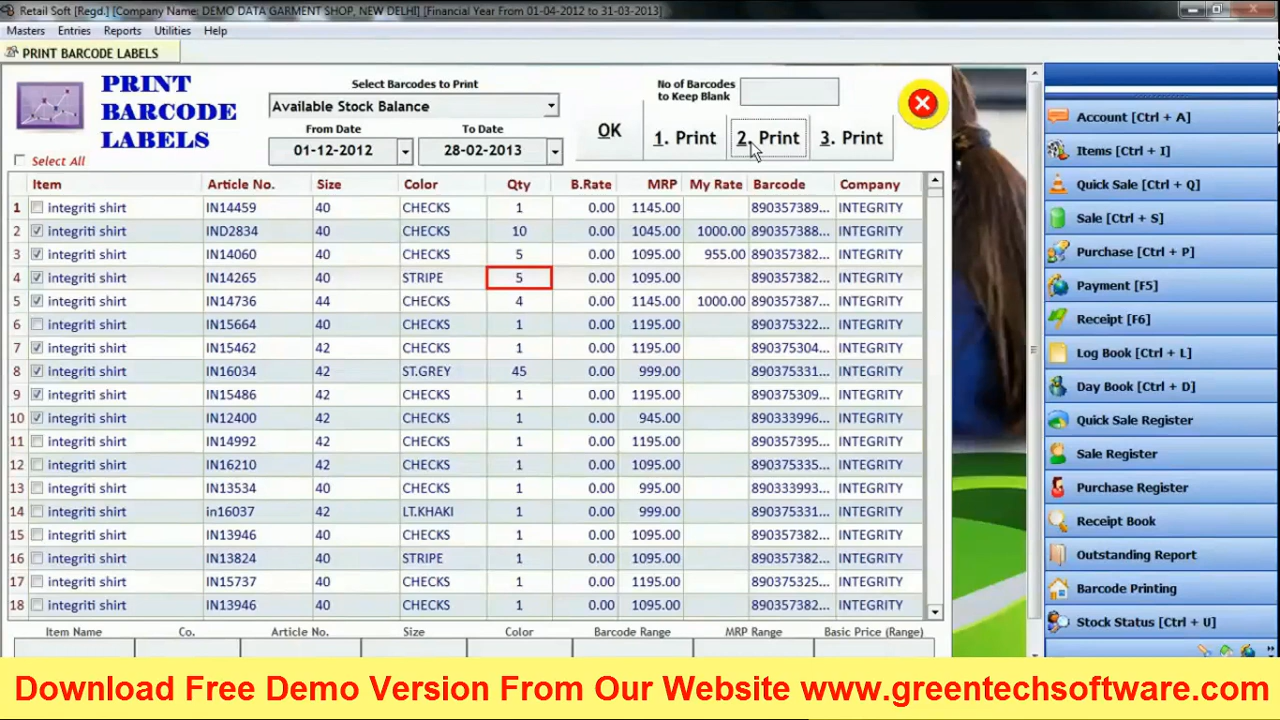 Retail Soft [Regd.] [Company Name: DEMO DATA GARMENT SHOP, NEW DELHI] [Financial Year From 01-04-2012 to 31-03-2013]
Masters Entries Reports Utilities Help
PRINT BARCODE LABELS
PRINT
BARCODE
LABELS
Select All
Select Barcodes to Print
Available Stock Balance
From Date To Date
01-12-2012 28-02-2013
OK
No of Barcodes
to Keep Blank
1. Print 2. Print 3. Print
Item Article No. Size Color Qty B.Rate MRP My Rate Barcode Company
1 integriti shirt IN14459 40 CHECKS 1 0.00 1145.00 890357389... INTEGRITY
2 integriti shirt IND2834 40 CHECKS 10 0.00 1045.00 1000.00 890357388... INTEGRITY
3 integriti shirt IN14060 40 CHECKS 5 0.00 1095.00 955.00 890357382... INTEGRITY
4 integriti shirt IN14265 40 STRIPE 5 0.00 1095.00 890357382... INTEGRITY
5 integriti shirt IN14736 44 CHECKS 4 0.00 1145.00 1000.00 890357387... INTEGRITY
6 integriti shirt IN15664 40 CHECKS 1 0.00 1195.00 890375322... INTEGRITY
7 integriti shirt IN15462 42 CHECKS 1 0.00 1195.00 890375304... INTEGRITY
8 integriti shirt IN16034 42 ST.GREY 45 0.00 999.00 890375331... INTEGRITY
9 integriti shirt IN15486 42 CHECKS 1 0.00 1195.00 890375309... INTEGRITY
10 integriti shirt IN12400 42 CHECKS 1 0.00 945.00 890333996... INTEGRITY
11 integriti shirt IN14992 42 CHECKS 1 0.00 1195.00 890357395... INTEGRITY
12 integriti shirt IN16210 42 CHECKS 1 0.00 1095.00 890375335... INTEGRITY
13 integriti shirt IN13534 40 CHECKS 1 0.00 995.00 890333993... INTEGRITY
14 integriti shirt in16037 42 LT.KHAKI 1 0.00 999.00 890375331... INTEGRITY
15 integriti shirt IN13946 40 CHECKS 1 0.00 1095.00 890357382... INTEGRITY
16 integriti shirt IN13824 40 STRIPE 1 0.00 1095.00 890357382... INTEGRITY
17 integriti shirt IN15737 40 CHECKS 1 0.00 1195.00 890375325... INTEGRITY
18 integriti shirt IN13946 40 CHECKS 1 0.00 1095.00 890357382... INTEGRITY
Item Name Co. Article No. Size Color Barcode Range MRP Range Basic Price (Range)
Account [Ctrl + A]
Items [Ctrl + I]
Quick Sale [Ctrl + Q]
Sale [Ctrl + S]
Purchase [Ctrl + P]
Payment [F5]
Receipt [F6]
Log Book [Ctrl + L]
Day Book [Ctrl + D]
Quick Sale Register
Sale Register
Purchase Register
Receipt Book
Outstanding Report
Barcode Printing
Stock Status [Ctrl + U]
Download Free Demo Version From Our Website www.greentechsoftware.com